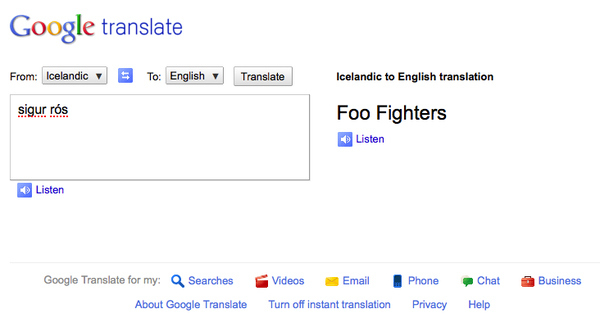 Google translate
From: Icelandic To: English Translate
Icelandic to English translation
sigur rós
Foo Fighters
Listen
Listen
Google Translate for my: Searches Videos Email Phone Chat Business
About Google Translate Turn off instant translation Privacy Help